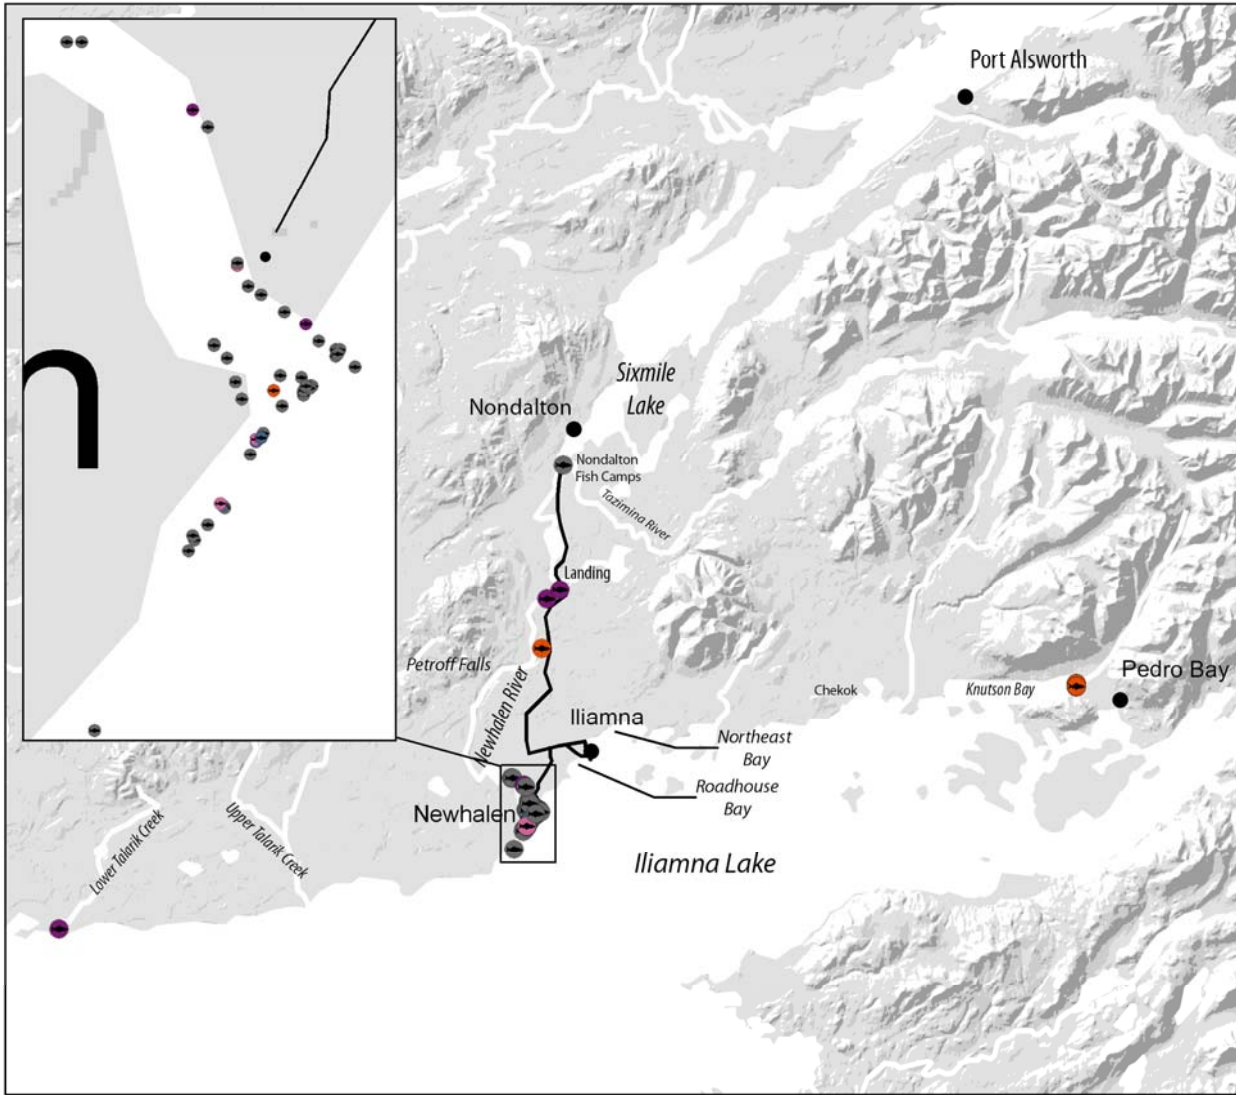 Port Alsworth
Sixmile
Lake
Nondalton
Nondalton
Fish Camps
Tazimina River
Landing
Petroff Falls
Newhalen River
Chekok
Knutson Bay
Pedro Bay
Iliamna
Northeast
Bay
Roadhouse
Bay
Newhalen
Iliamna Lake
Lower Talarik Creek
Upper Talarik Creek
n